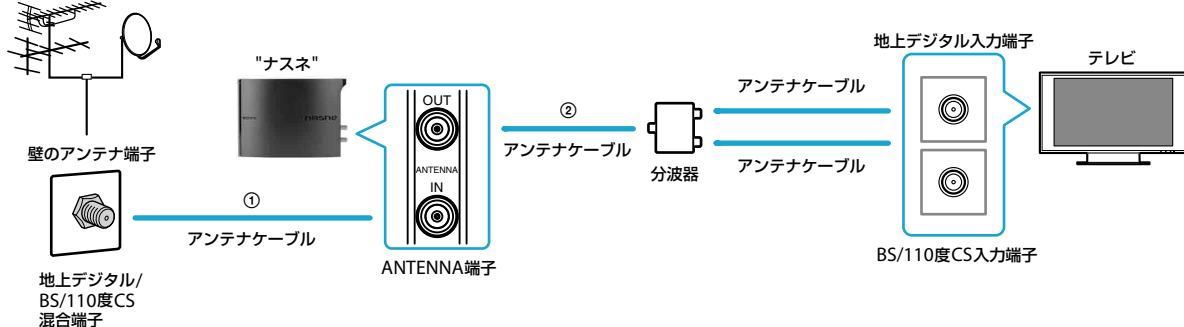 壁のアンテナ端子
地上デジタル/
BS/110度CS
混合端子
①
アンテナケーブル
"ナスネ"
nasne
OUT
ANTENNA
IN
ANTENNA端子
②
アンテナケーブル
分波器
アンテナケーブル
アンテナケーブル
地上デジタル入力端子
BS/110度CS入力端子
テレビ